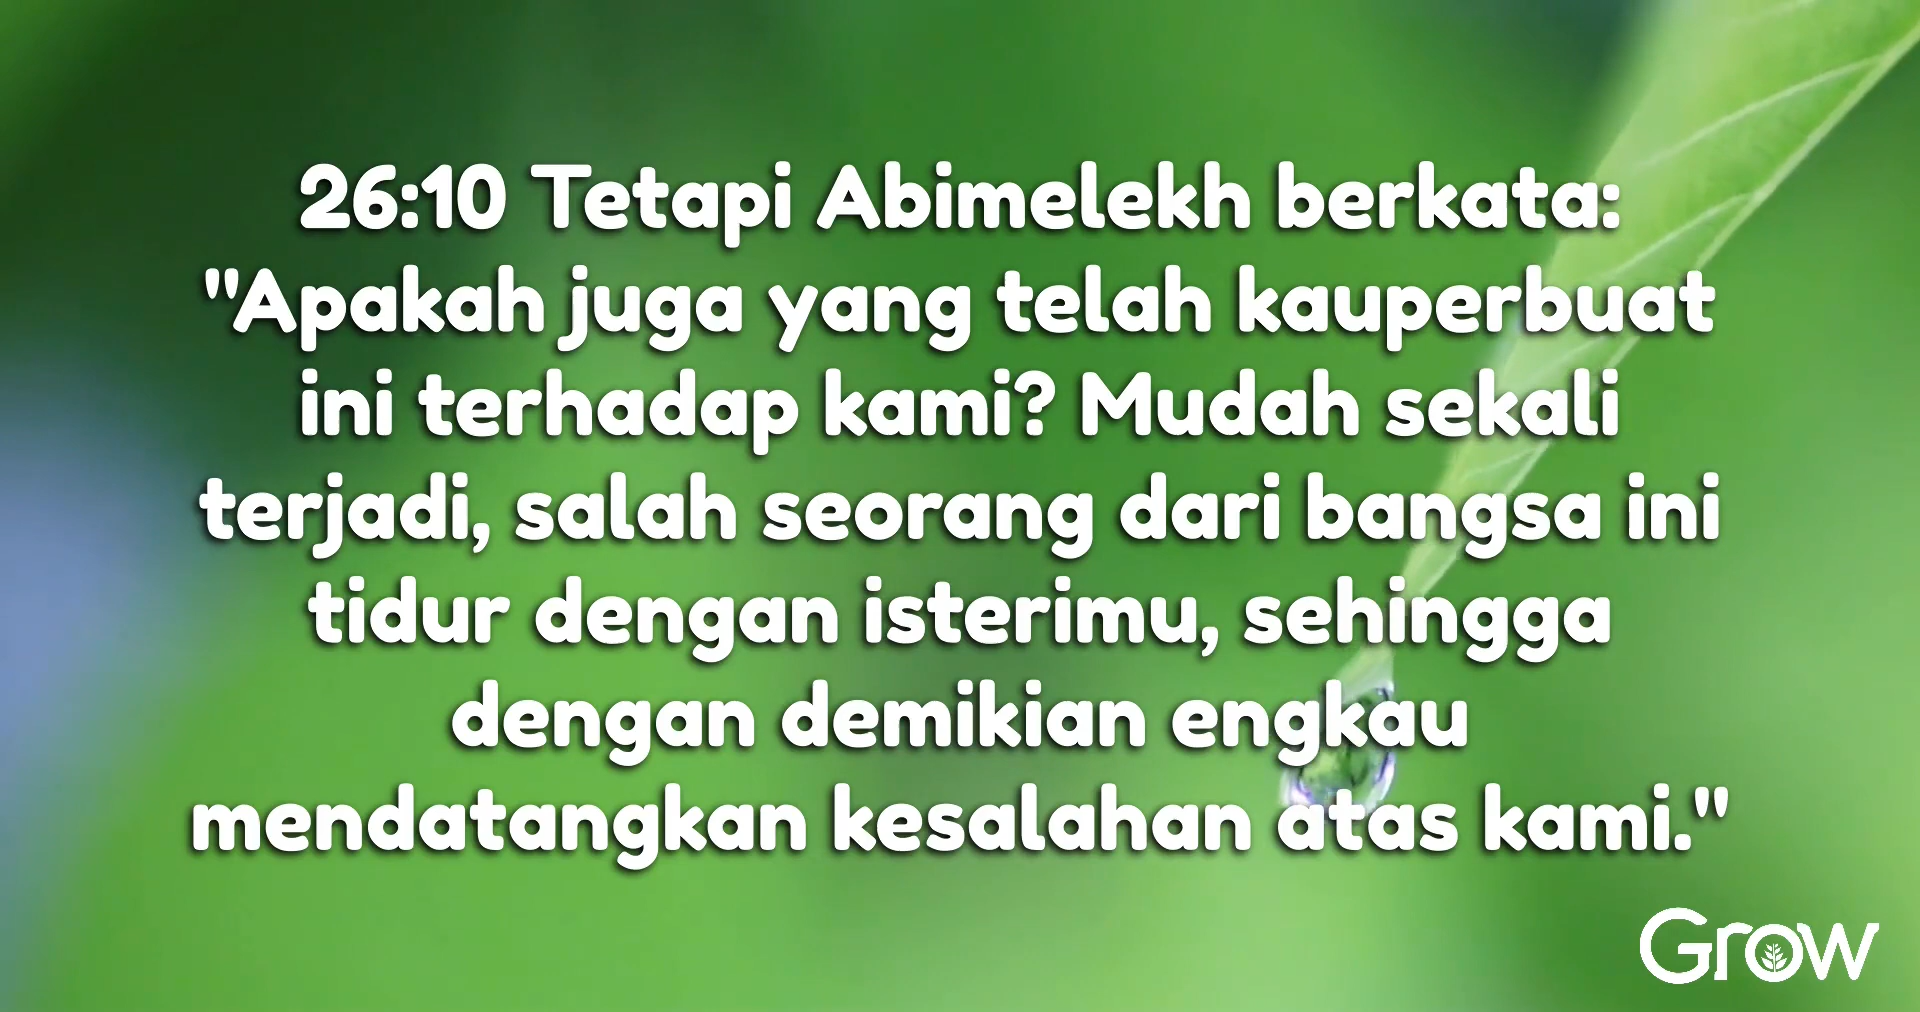 26:10 Tetapi Abimelekh berkata:
"Apakah juga yang telah kauperbuat
ini terhadap kami? Mudah sekali
terjadi, salah seorang dari bangsa ini
tidur dengan isterimu, sehingga
dengan demikian engkau
mendatangkan kesalahan atas kami."
Grow